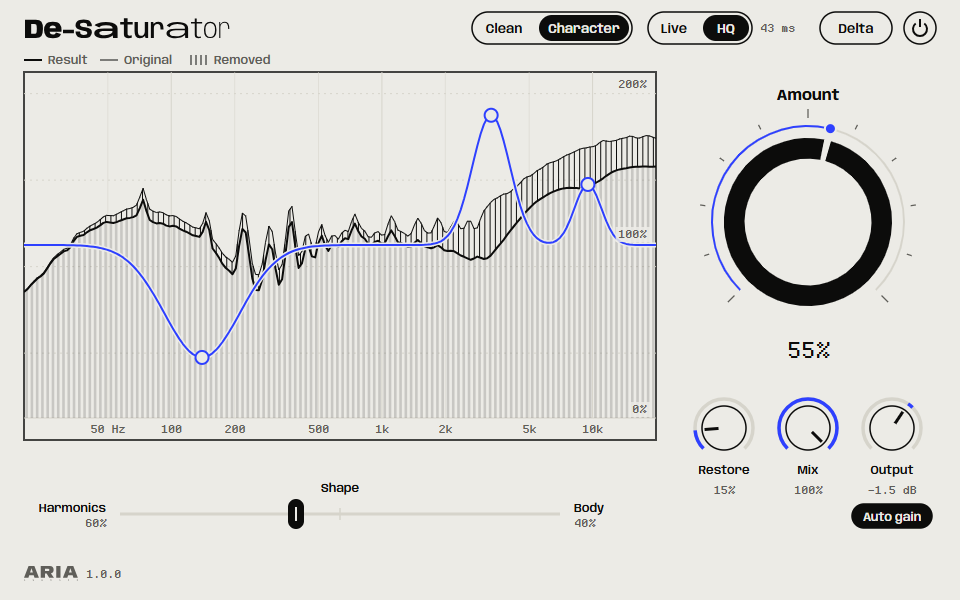 De-Saturator
Clean Character Live HQ 43 ms Delta
Result Original Removed
Amount
200%
100%
0%
50 Hz 100 200 500 1k 2k 5k 10k
55%
Restore Mix Output
15% 100% -1.5 dB
Auto gain
Shape
Harmonics Body
60% 40%
ARIA 1.0.0